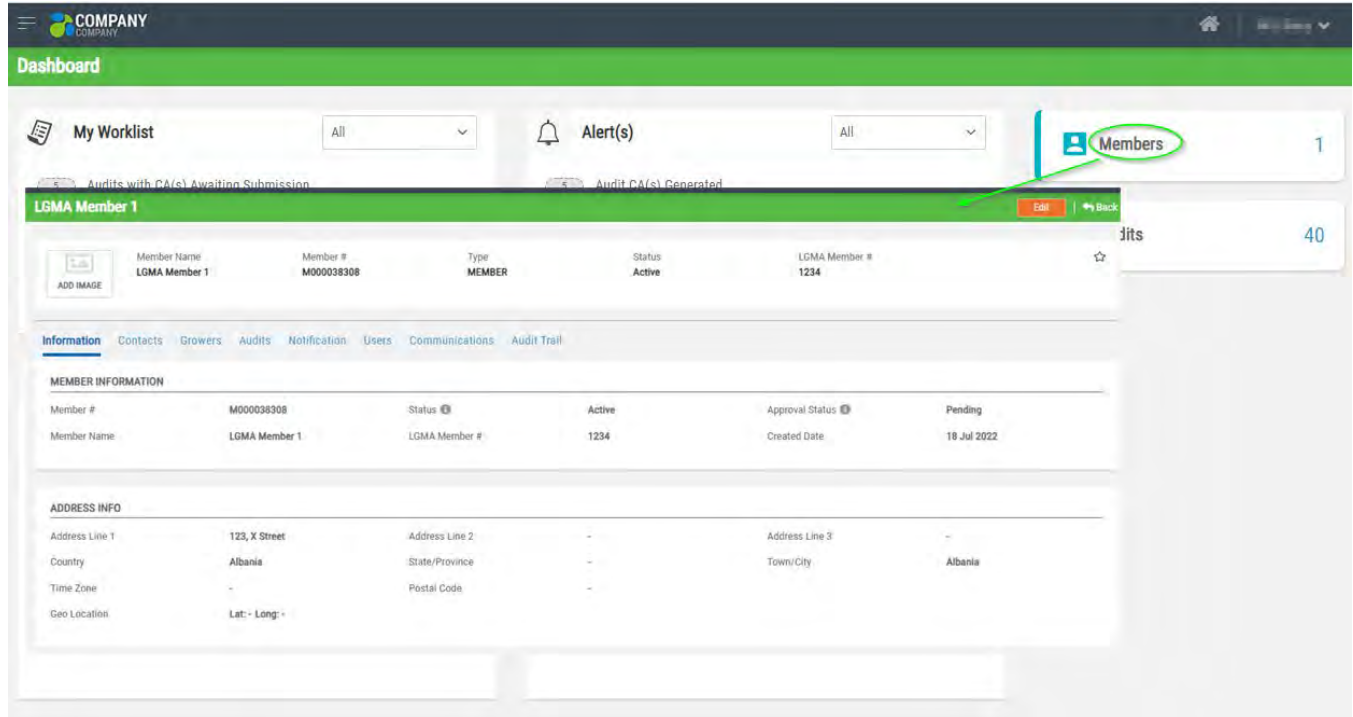 COMPANY
COMPANY
Dashboard
My Worklist All
Alert(s) All
Members 1
5 Audits with CA(s) Awaiting Submission
5 Audit CA(s) Generated
LGMA Member 1 Edit | Back
dits 40
ADD IMAGE
Member Name Member # Type Status LGMA Member #
LGMA Member 1 M000038308 MEMBER Active 1234
Information Contacts Growers Audits Notification Users Communications Audit Trail
MEMBER INFORMATION
Member # M000038308 Status Active Approval Status Pending
Member Name LGMA Member 1 LGMA Member # 1234 Created Date 18 Jul 2022
ADDRESS INFO
Address Line 1 123, X Street Address Line 2 - Address Line 3 -
Country Albania State/Province - Town/City Albania
Time Zone - Postal Code -
Geo Location Lat: - Long: -